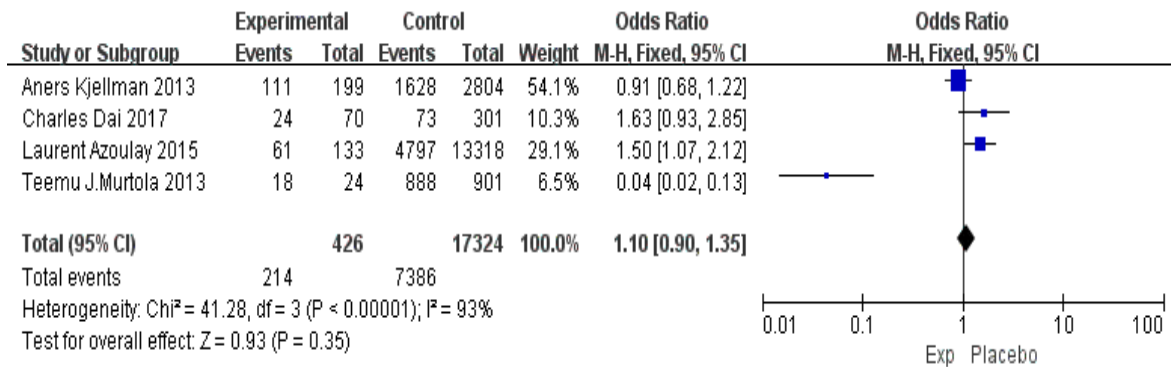 Experimental Control Odds Ratio Odds Ratio
Study or Subgroup Events Total Events Total Weight M-H, Fixed, 95% CI M-H, Fixed, 95% CI
Aners Kjellman 2013 111 199 1628 2804 54.1% 0.91 [0.68, 1.22]
Charles Dai 2017 24 70 73 301 10.3% 1.63 [0.93, 2.85]
Laurent Azoulay 2015 61 133 4797 13318 29.1% 1.50 [1.07, 2.12]
Teemu J.Murtola 2013 18 24 888 901 6.5% 0.04 [0.02, 0.13]
Total (95% CI) 426 17324 100.0% 1.10 [0.90, 1.35]
Total events 214 7386
Heterogeneity: Chi² = 41.28, df = 3 (P < 0.00001); I² = 93%
Test for overall effect: Z = 0.93 (P = 0.35)
0.01 0.1 1 10 100
Exp Placebo